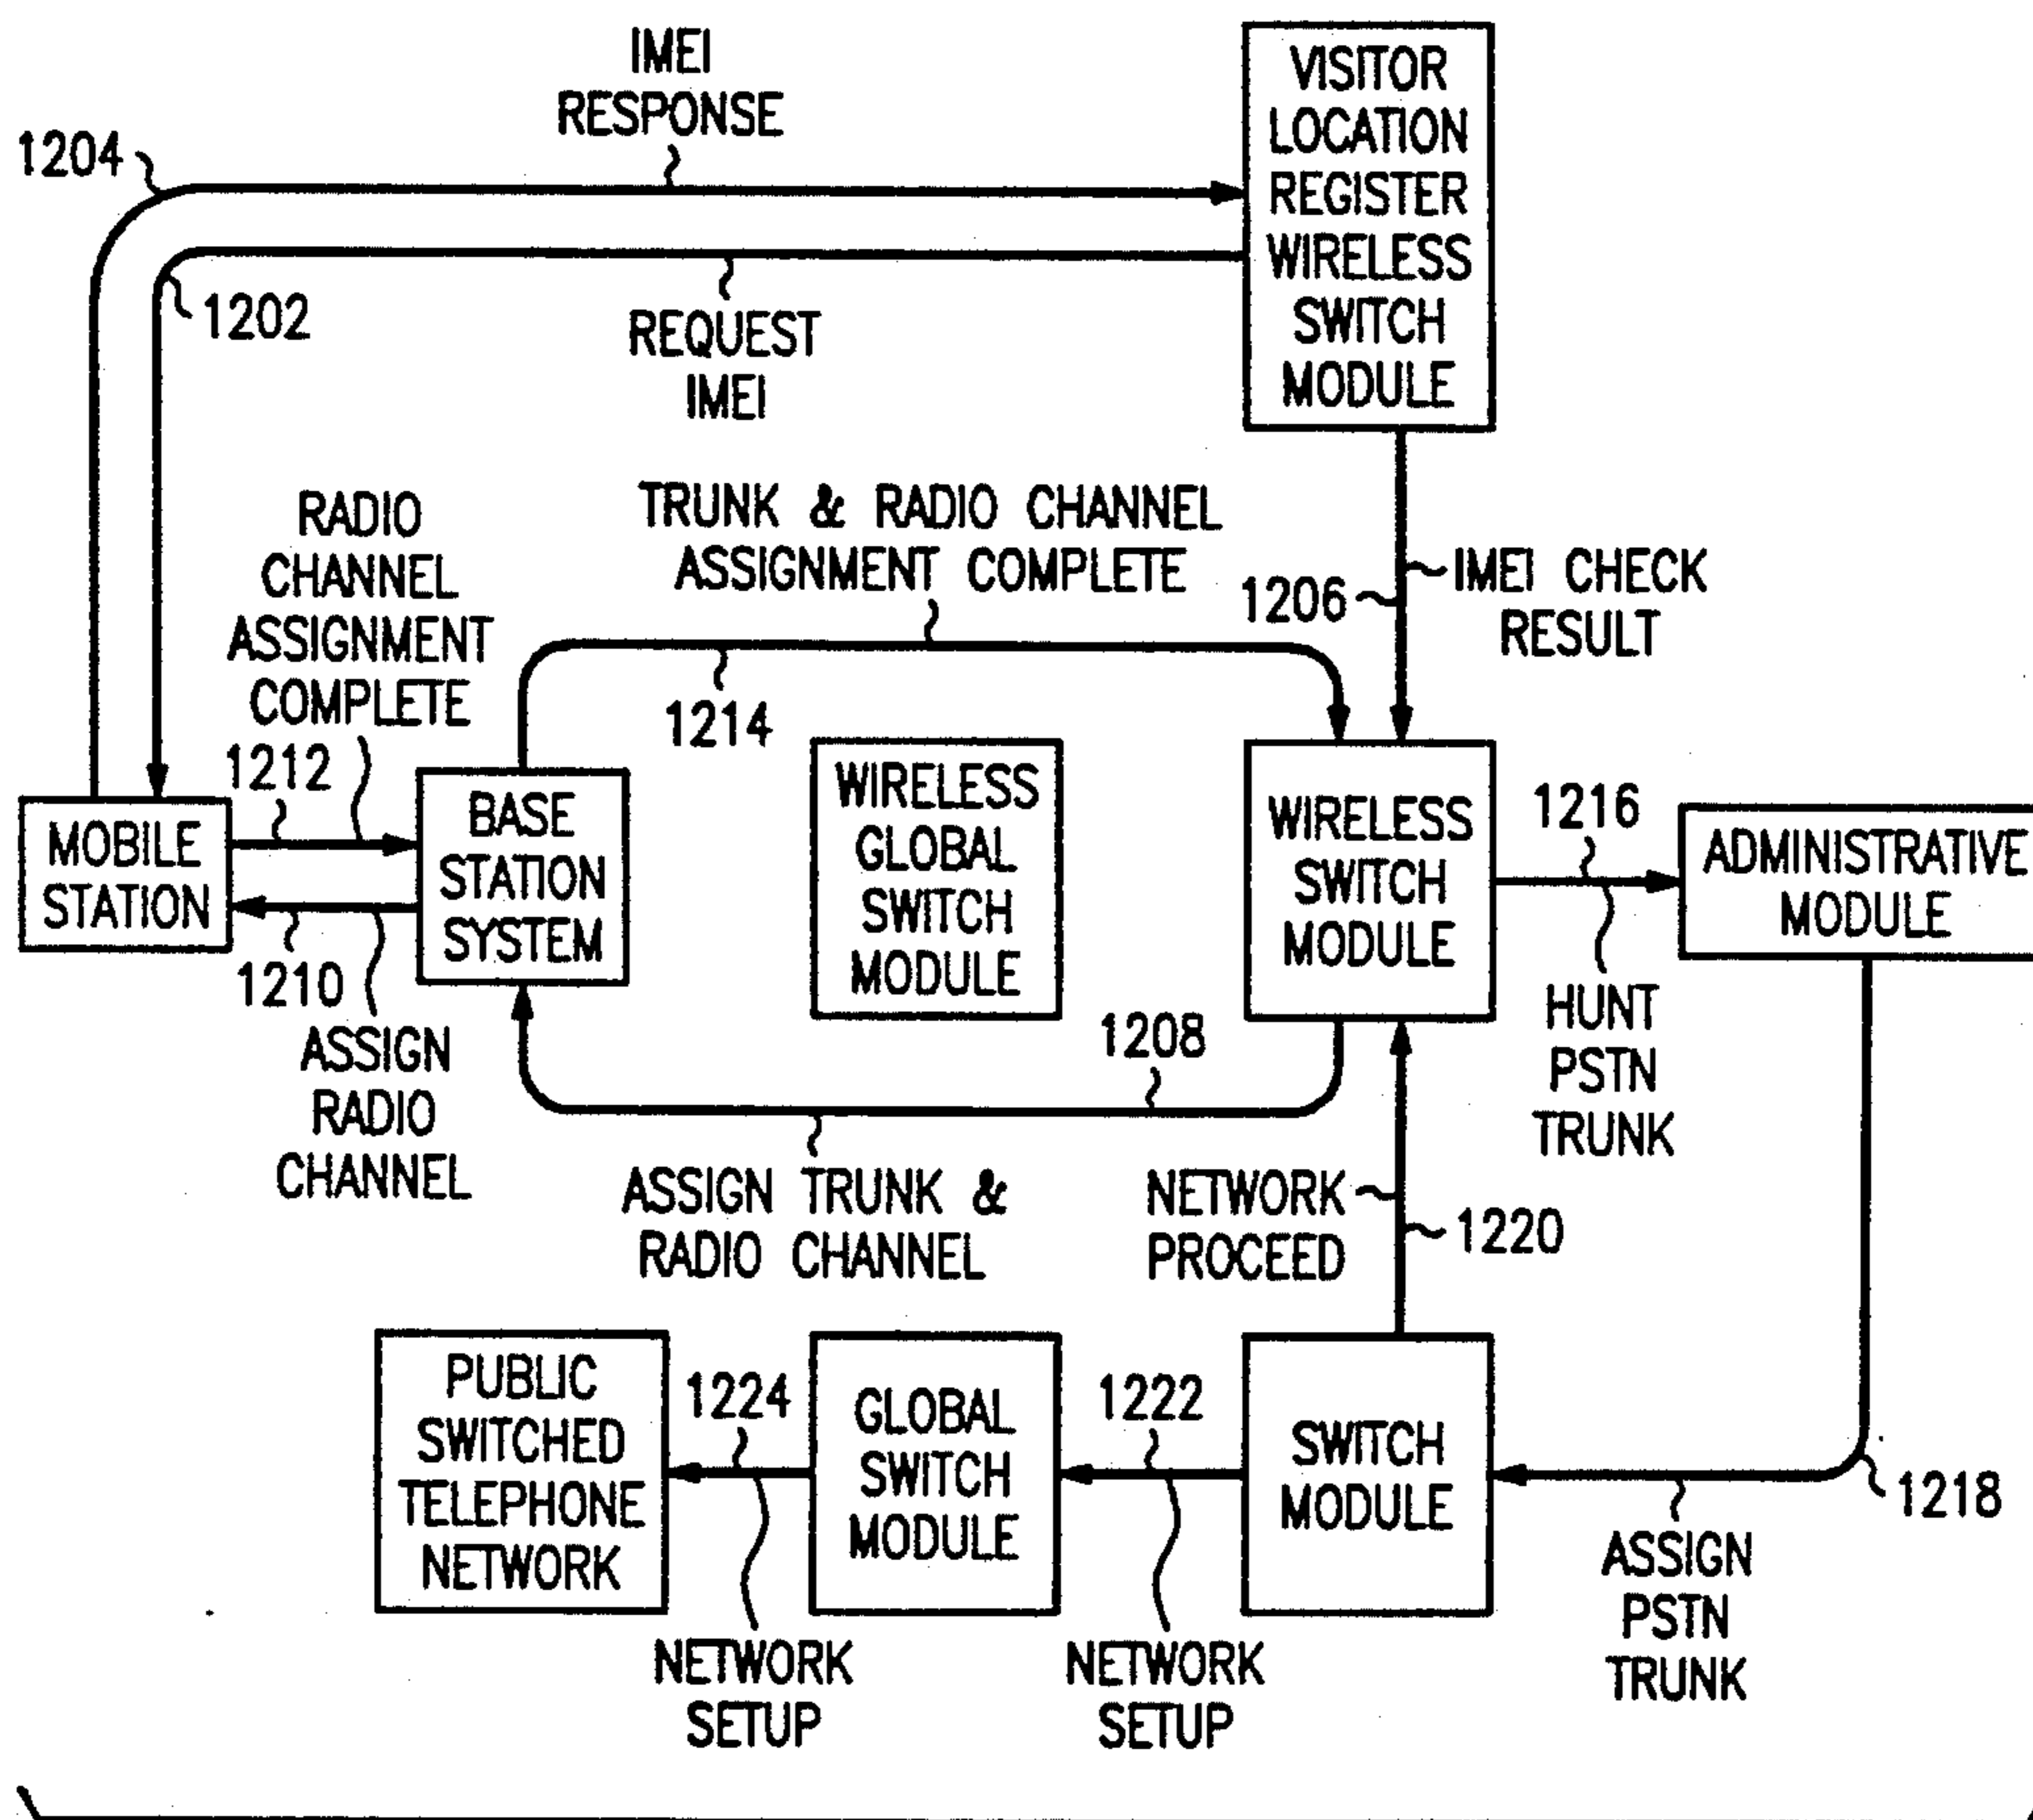 IMEI
RESPONSE
1204
VISITOR
LOCATION
REGISTER
WIRELESS
SWITCH
MODULE
1202
REQUEST
IMEI
RADIO
CHANNEL
ASSIGNMENT
COMPLETE
1212
TRUNK & RADIO CHANNEL
ASSIGNMENT COMPLETE
1214
1206
IMEI CHECK
RESULT
MOBILE
STATION
BASE
STATION
SYSTEM
WIRELESS
GLOBAL
SWITCH
MODULE
WIRELESS
SWITCH
MODULE
1216
ADMINISTRATIVE
MODULE
1210
ASSIGN
RADIO
CHANNEL
1208
HUNT
PSTN
TRUNK
ASSIGN TRUNK &
RADIO CHANNEL
NETWORK
PROCEED
1220
PUBLIC
SWITCHED
TELEPHONE
NETWORK
1224
GLOBAL
SWITCH
MODULE
1222
SWITCH
MODULE
1218
NETWORK
SETUP
NETWORK
SETUP
ASSIGN
PSTN
TRUNK